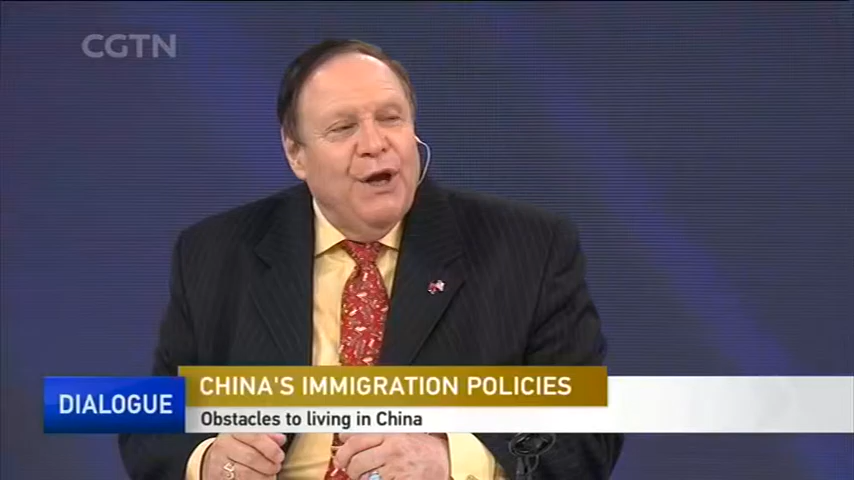 CGTN
CHINA'S IMMIGRATION POLICIES
DIALOGUE
Obstacles to living in China